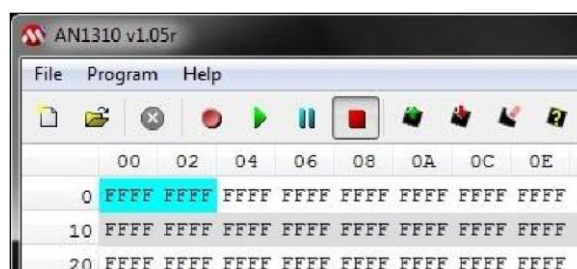 AN1310 v1.05r
File Program Help
00 02 04 06 08 0A 0C 0E
0 FFFF FFFF FFFF FFFF FFFF FFFF FFFF FFFF
10 FFFF FFFF FFFF FFFF FFFF FFFF FFFF FFFF
20 FFFF FFFF FFFF FFFF FFFF FFFF FFFF FFFF